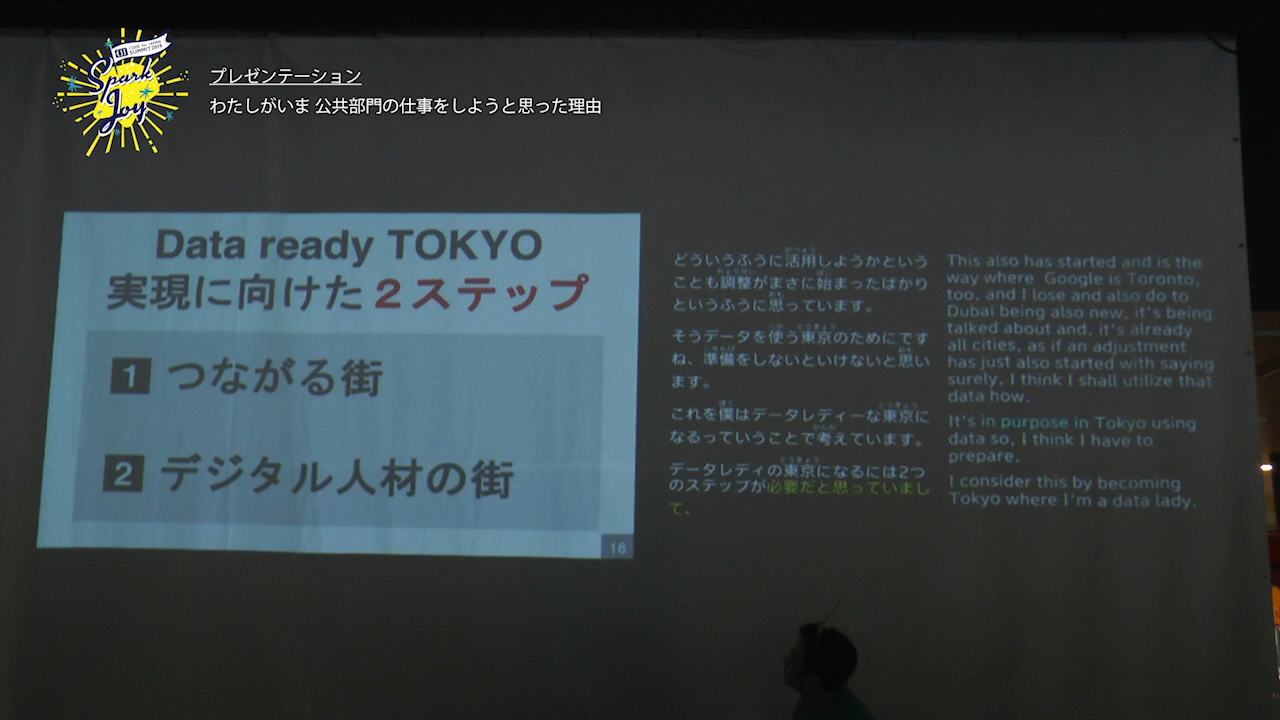 CODE for JAPAN
SUMMIT 2019
Spark
Joy
プレゼンテーション
わたしがいま 公共部門の仕事をしようと思った理由
Data ready TOKYO
実現に向けた２ステップ
1 つながる街
2 デジタル人材の街
16
どういうふうに活用しようかという
ことも調整がまさに始まったばかり
というふうに思っています。
そうデータを使う東京のためにです
ね、準備をしないといけないと思い
ます。
これを僕はデータレディーな東京に
なるっていうことで考えています。
データレディの東京になるには2つ
のステップが必要だと思っていまし
て、
This also has started and is the
way where Google is Toronto,
too, and I lose and also do to
Dubai being also new, it's being
talked about and, it's already
all cities, as if an adjustment
has just also started with saying
surely, I think I shall utilize that
data how.
It's in purpose in Tokyo using
data so, I think I have to
prepare.
I consider this by becoming
Tokyo where I'm a data lady.